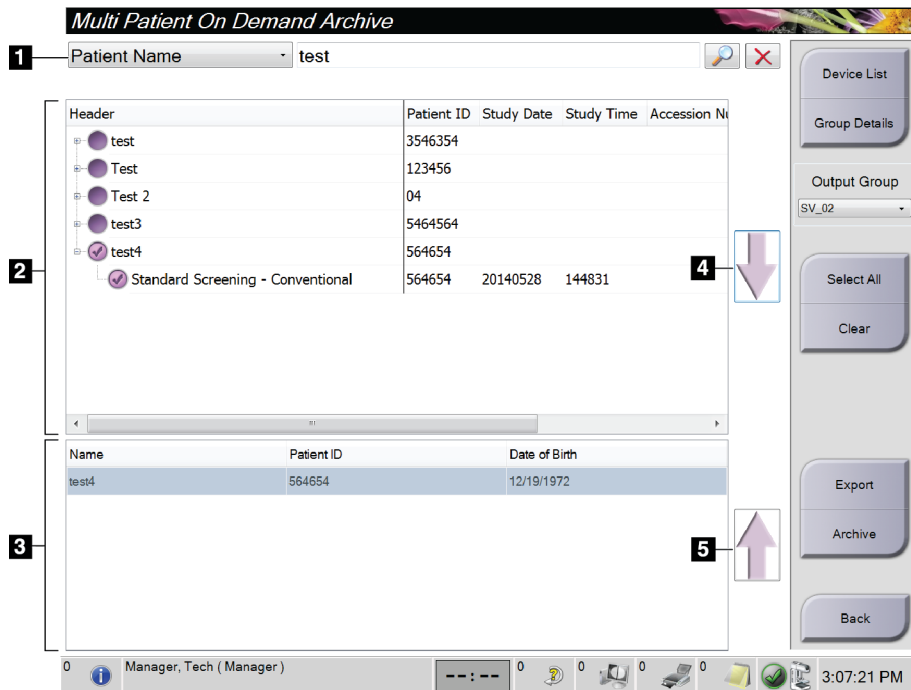 Multi Patient On Demand Archive
1
Patient Name
test
Device List
Group Details
Output Group
SV_02
Header Patient ID Study Date Study Time Accession Nu
test 3546354
Test 123456
Test 2 04
test3 5464564
test4 564654
Standard Screening - Conventional 564654 20140528 144831
2
4
Select All
Clear
Name Patient ID Date of Birth
test4 564654 12/19/1972
3
5
Export
Archive
Back
0 Manager, Tech ( Manager ) --:-- 0 0 0 0 3:07:21 PM